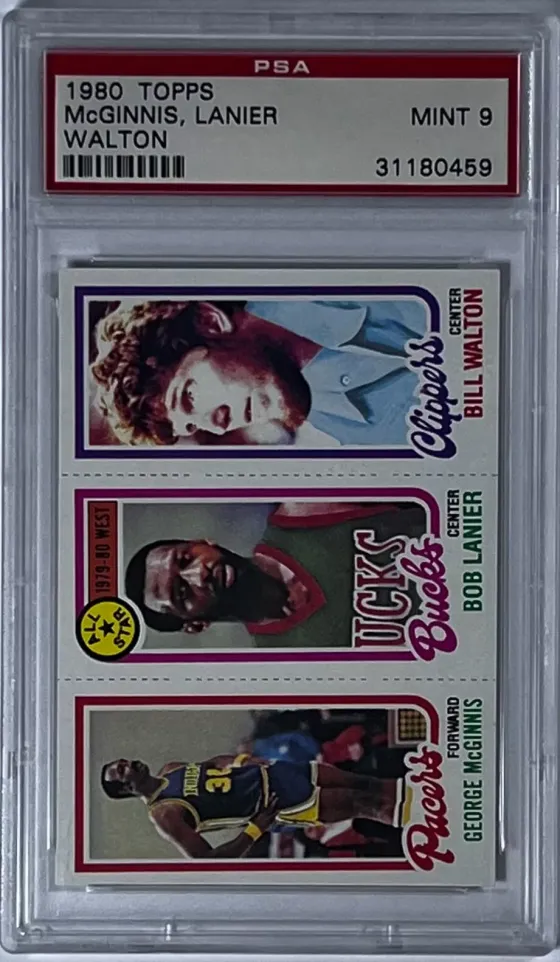 PSA
1980 TOPPS
McGINNIS, LANIER
MINT 9
WALTON
31180459
Clippers
CENTER
BILL WALTON
1979-80 WEST
ALL
STAR
UCKS
Bucks
CENTER
BOB LANIER
INDIANA
Pacers
FORWARD
GEORGE McGINNIS